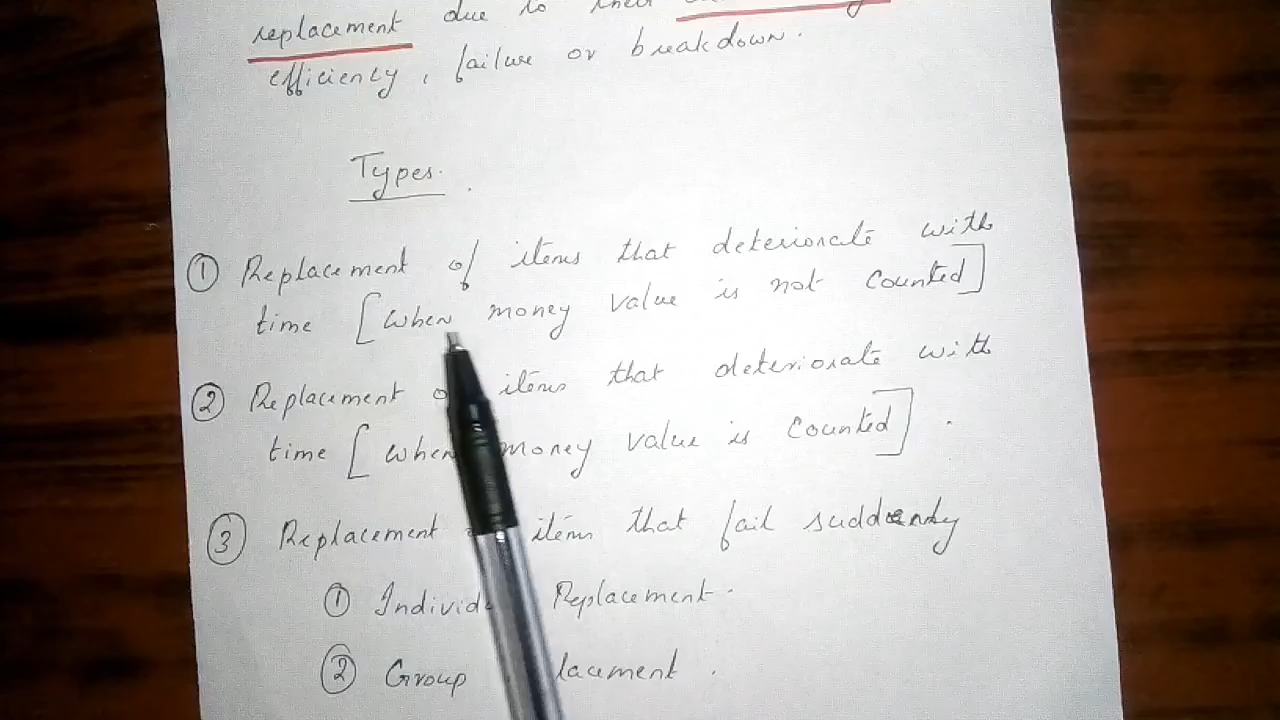 replacement due to their
efficiency, failure or breakdown.
Types.
① Replacement of items that deteriorate with
time [when money value is not counted]
② Replacement o items that deteriorate with
time [when money value is counted].
③ Replacement items that fail suddenly
① Individ Replacement.
② Group lacement.